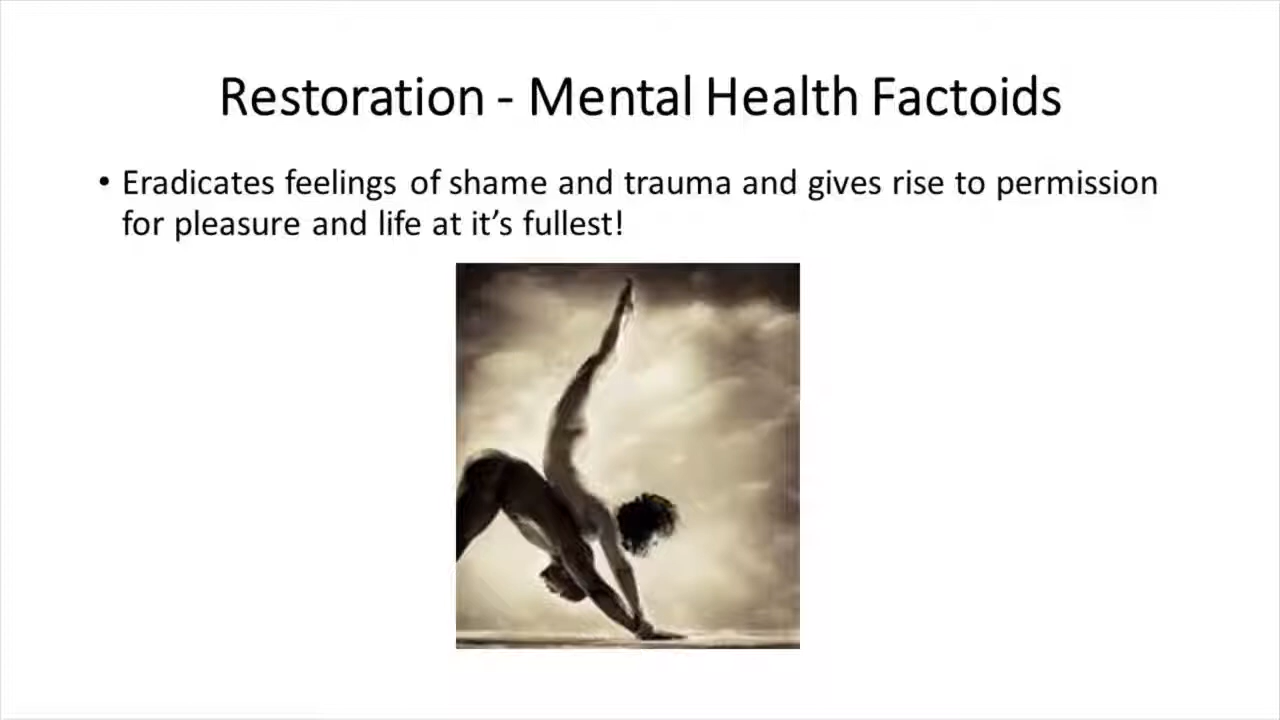 Restoration - Mental Health Factoids
• Eradicates feelings of shame and trauma and gives rise to permission
for pleasure and life at it’s fullest!